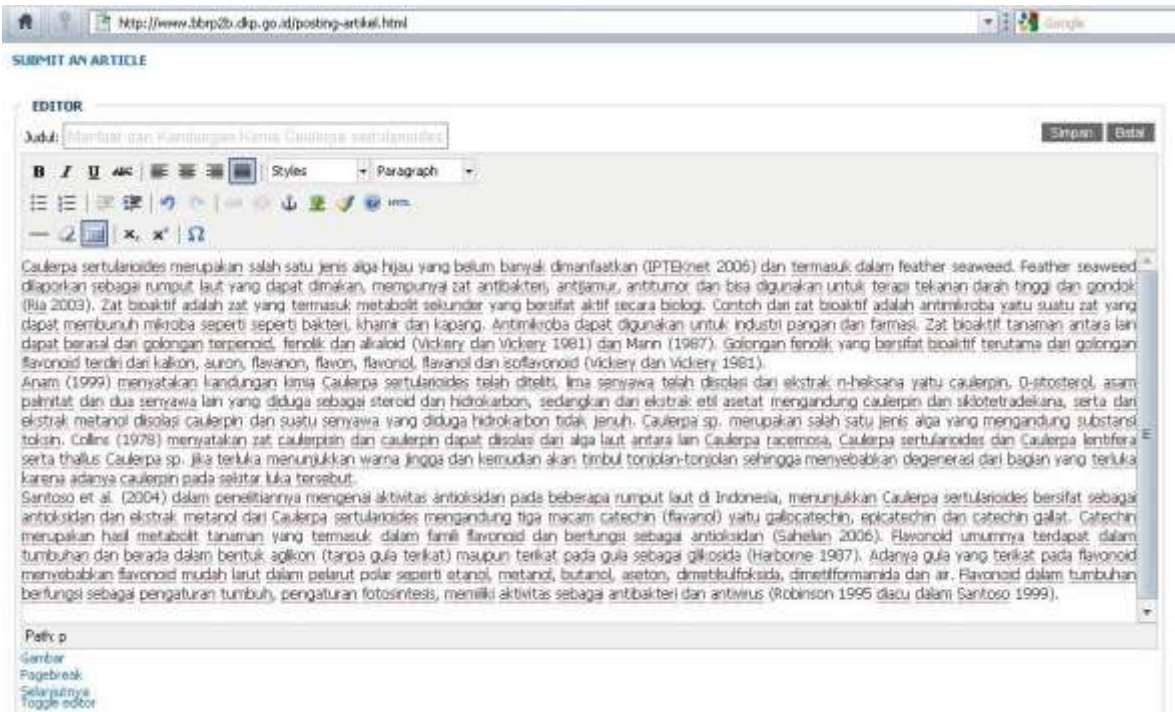 http://www.bbrp2b.dkp.go.id/posting-artikel.html
Google
SUBMIT AN ARTICLE
EDITOR
Judul: Manfaat dan Kandungan Kimia Caulerpa sertularioides
Simpan Batal
B I U ABC Styles Paragraph
HTML
x, x² Ω
Caulerpa sertularioides merupakan salah satu jenis alga hijau yang belum banyak dimanfaatkan (IPTEKnet 2006) dan termasuk dalam feather seaweed. Feather seaweed
dilaporkan sebagai rumput laut yang dapat dimakan, mempunyai zat antibakteri, antijamur, antitumor dan bisa digunakan untuk terapi tekanan darah tinggi dan gondok
(Ria 2003). Zat bioaktif adalah zat yang termasuk metabolit sekunder yang bersifat aktif secara biologi. Contoh dari zat bioaktif adalah antimikroba yaitu suatu zat yang
dapat membunuh mikroba seperti seperti bakteri, khamir dan kapang. Antimikroba dapat digunakan untuk industri pangan dan farmasi. Zat bioaktif tanaman antara lain
dapat berasal dari golongan terpenoid, fenolik dan alkaloid (Vickery dan Vickery 1981) dan Mann (1987). Golongan fenolik yang bersifat bioaktif terutama dari golongan
flavonoid terdiri dari kalkon, auron, flavanon, flavon, flavonol, flavanol dan isoflavonoid (Vickery dan Vickery 1981).
Anam (1999) menyatakan kandungan kimia Caulerpa sertularioides telah diteliti, lima senyawa telah diisolasi dari ekstrak n-heksana yaitu caulerpin, D-sitosterol, asam
palmitat dan dua senyawa lain yang diduga sebagai steroid dan hidrokarbon, sedangkan dari ekstrak etil asetat mengandung caulerpin dan siklotetradekana, serta dari
ekstrak metanol diisolasi caulerpin dan suatu senyawa yang diduga hidrokarbon tidak jenuh. Caulerpa sp. merupakan salah satu jenis alga yang mengandung substansi
toksin. Collins (1978) menyatakan zat caulerpisin dan caulerpin dapat diisolasi dari alga laut antara lain Caulerpa racemosa, Caulerpa sertularioides dan Caulerpa lentifera
serta thallus Caulerpa sp. jika terluka menunjukkan warna jingga dan kemudian akan timbul tonjolan-tonjolan sehingga menyebabkan degenerasi dari bagian yang terluka
karena adanya caulerpin pada sekitar luka tersebut.
Santoso et al. (2004) dalam penelitiannya mengenai aktivitas antioksidan pada beberapa rumput laut di Indonesia, menunjukkan Caulerpa sertularioides bersifat sebagai
antioksidan dan ekstrak metanol dari Caulerpa sertularioides mengandung tiga macam catechin (flavanol) yaitu gallocatechin, epicatechin dan catechin gallat. Catechin
merupakan hasil metabolit tanaman yang termasuk dalam famili flavonoid dan berfungsi sebagai antioksidan (Sahelian 2006). Flavonoid umumnya terdapat dalam
tumbuhan dan berada dalam bentuk aglikon (tanpa gula terikat) maupun terikat pada gula sebagai glikosida (Harborne 1987). Adanya gula yang terikat pada flavonoid
menyebabkan flavonoid mudah larut dalam pelarut polar seperti etanol, metanol, butanol, aseton, dimetilsulfoksida, dimetilformamida dan air. Flavonoid dalam tumbuhan
berfungsi sebagai pengaturan tumbuh, pengaturan fotosintesis, memiliki aktivitas sebagai antibakteri dan antivirus (Robinson 1995 diacu dalam Santoso 1999).
Path: p
Gambar
Pagebreak
Selanjutnya
Toggle editor